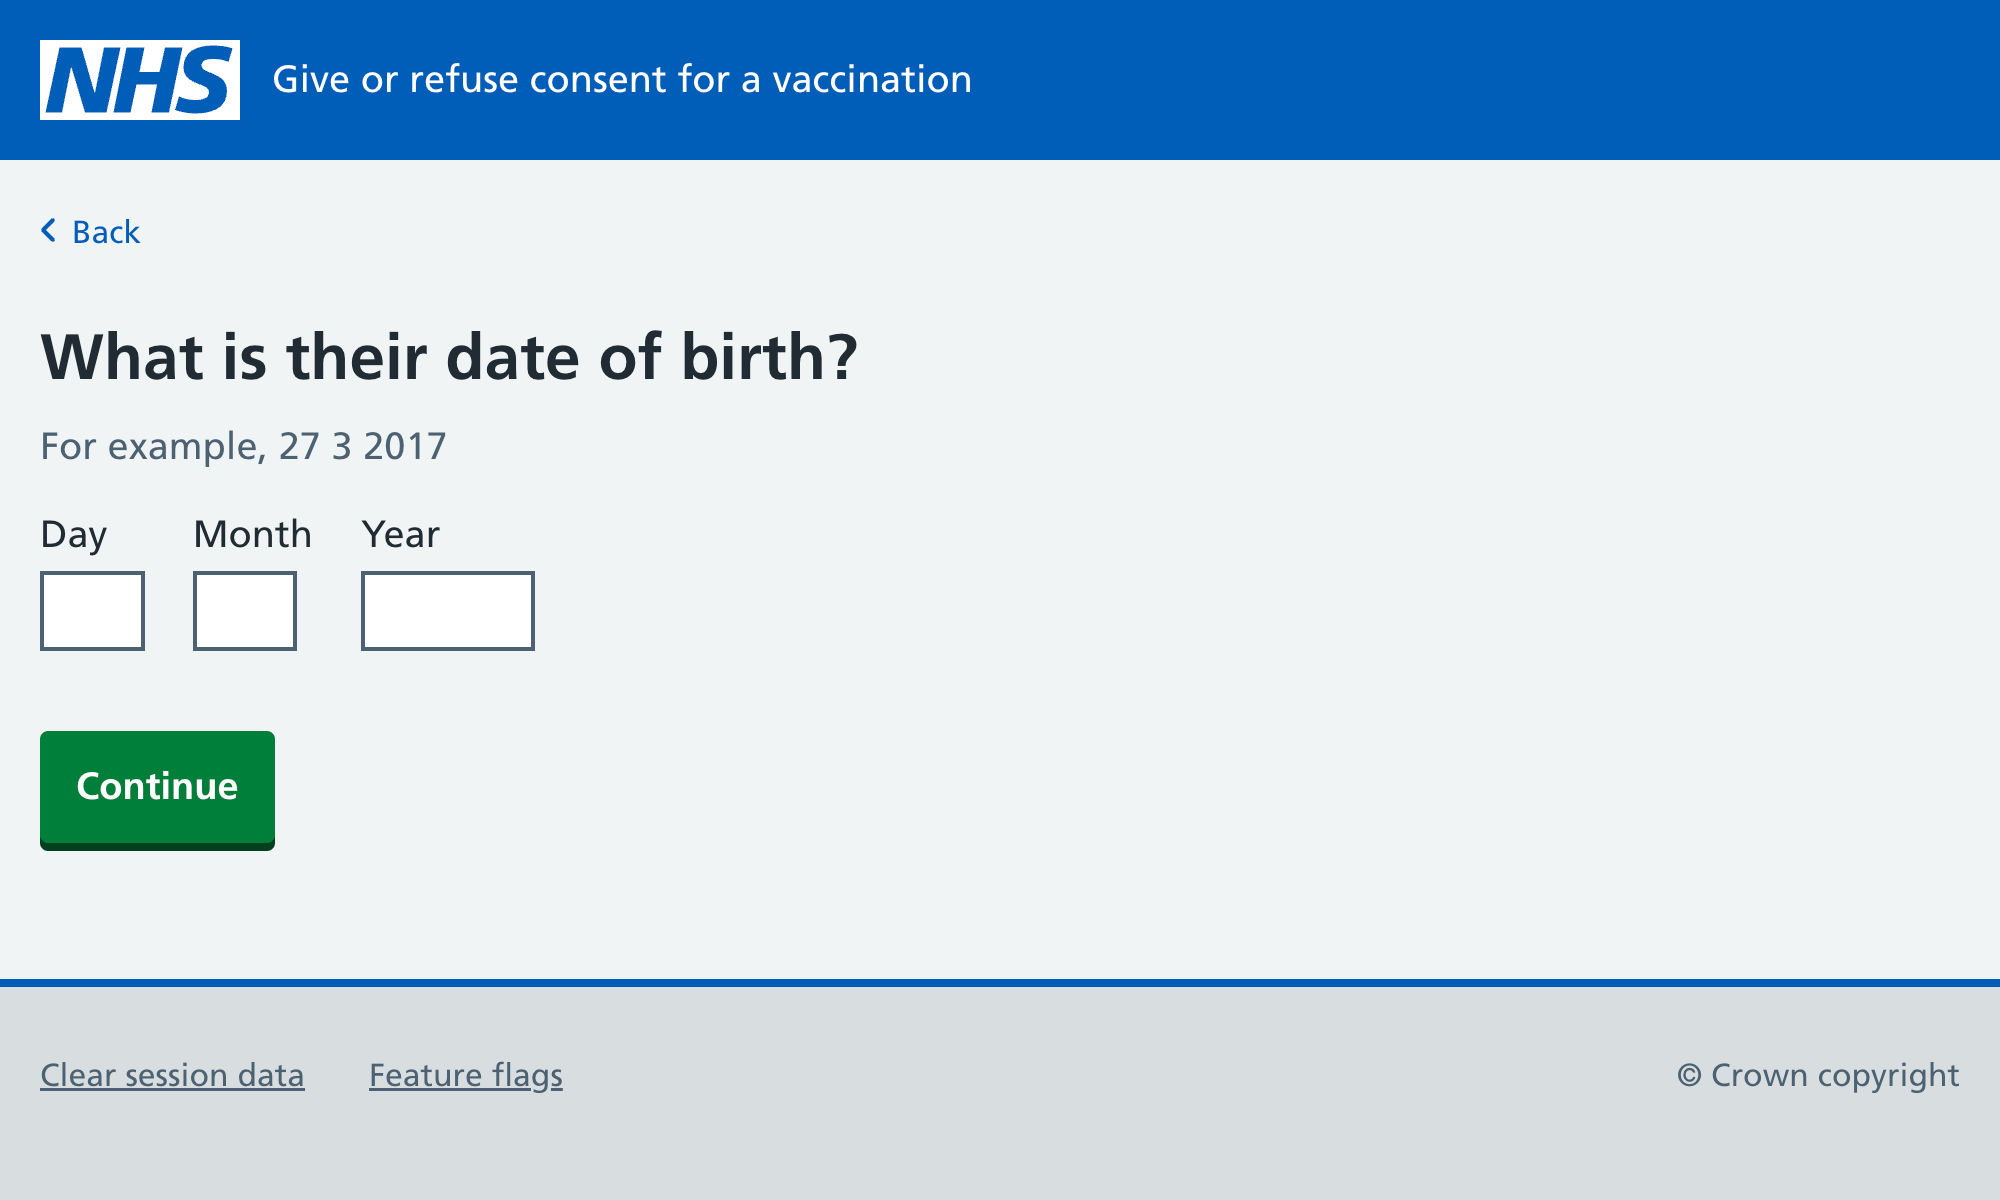 NHS Give or refuse consent for a vaccination
Back
What is their date of birth?
For example, 27 3 2017
Day Month Year
Continue
Clear session data Feature flags © Crown copyright